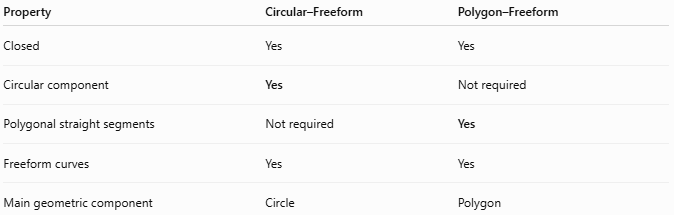 Property Circular–Freeform Polygon–Freeform
Closed Yes Yes
Circular component Yes Not required
Polygonal straight segments Not required Yes
Freeform curves Yes Yes
Main geometric component Circle Polygon